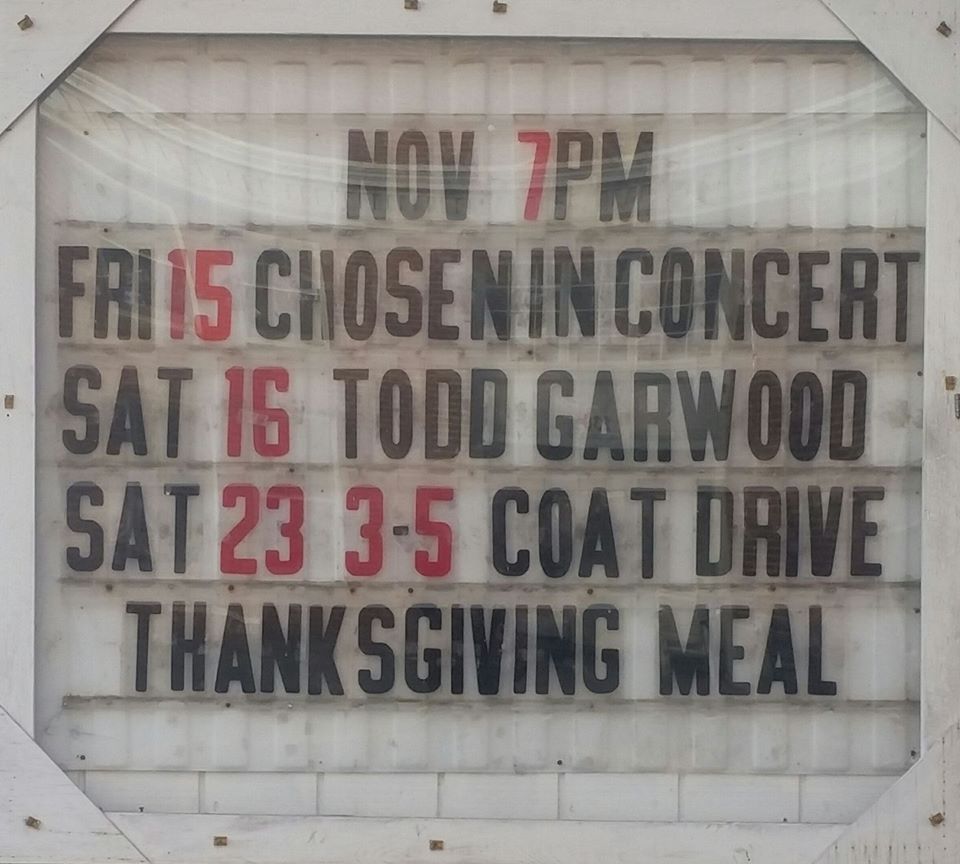 NOV 7PM
FRI 15 CHOSEN IN CONCERT
SAT 16 TODD GARWOOD
SAT 23 3-5 COAT DRIVE
THANKSGIVING MEAL